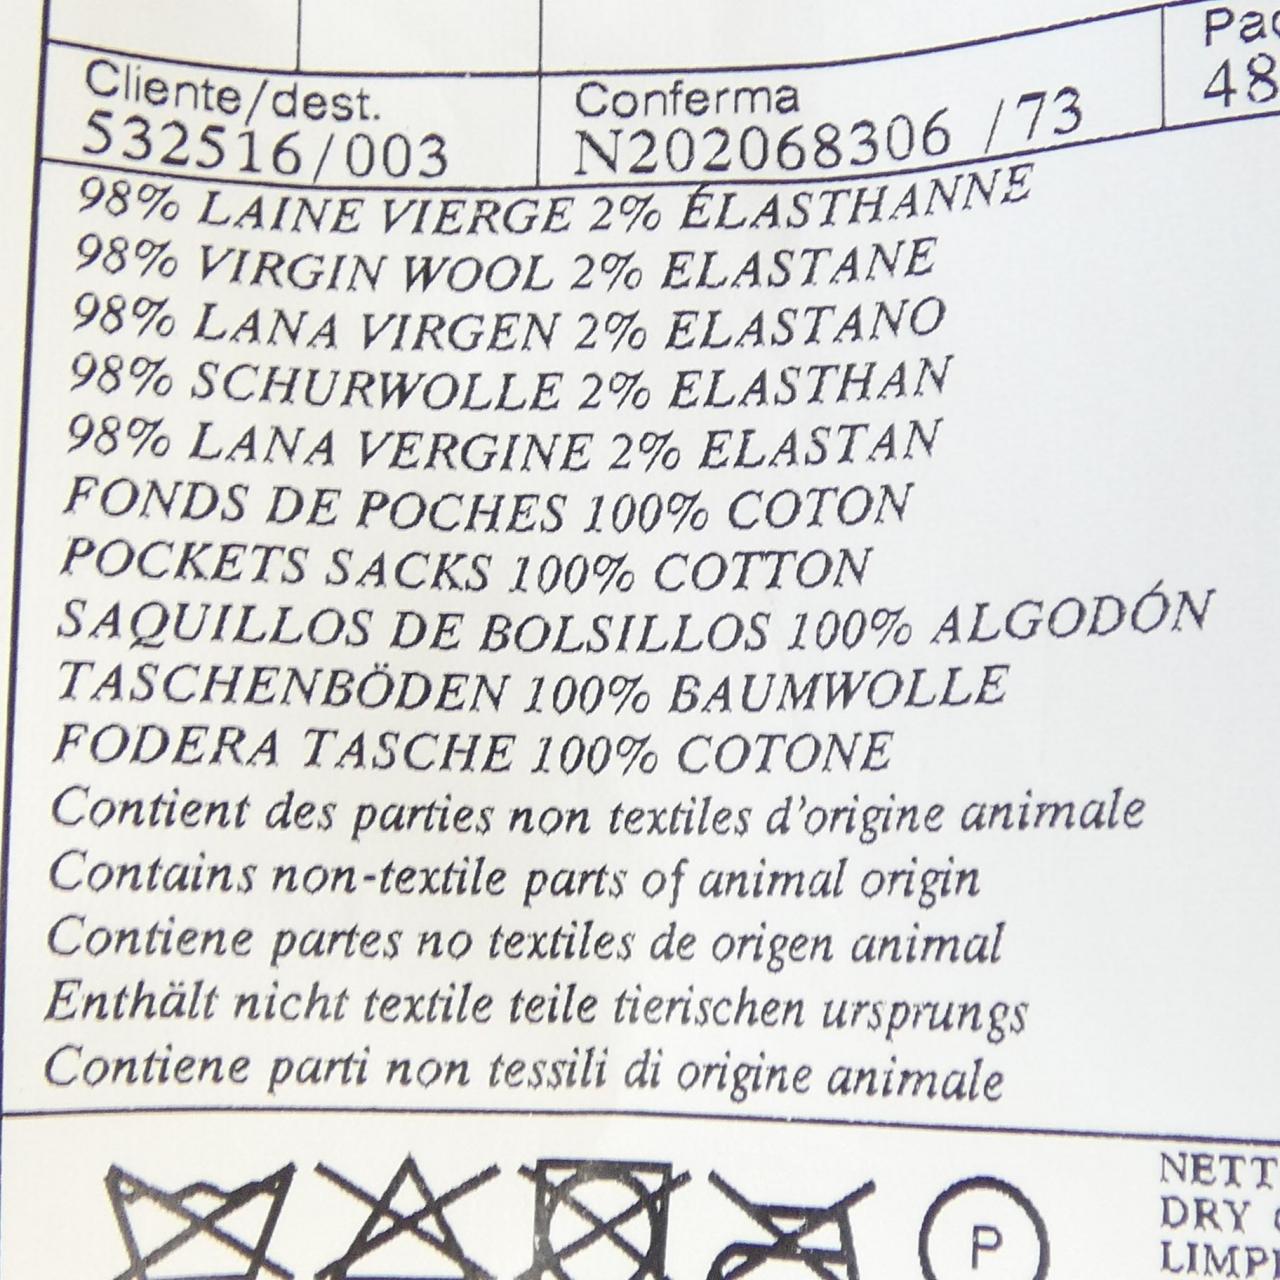 Cliente/dest.
532516/003
Conferma
N202068306 /73
48
98% LAINE VIERGE 2% ÉLASTHANNE
98% VIRGIN WOOL 2% ELASTANE
98% LANA VIRGEN 2% ELASTANO
98% SCHURWOLLE 2% ELASTHAN
98% LANA VERGINE 2% ELASTAN
FONDS DE POCHES 100% COTON
POCKETS SACKS 100% COTTON
SAQUILLOS DE BOLSILLOS 100% ALGODÓN
TASCHENBÖDEN 100% BAUMWOLLE
FODERA TASCHE 100% COTONE
Contient des parties non textiles d'origine animale
Contains non-textile parts of animal origin
Contiene partes no textiles de origen animal
Enthält nicht textile teile tierischen ursprungs
Contiene parti non tessili di origine animale
P
DRY